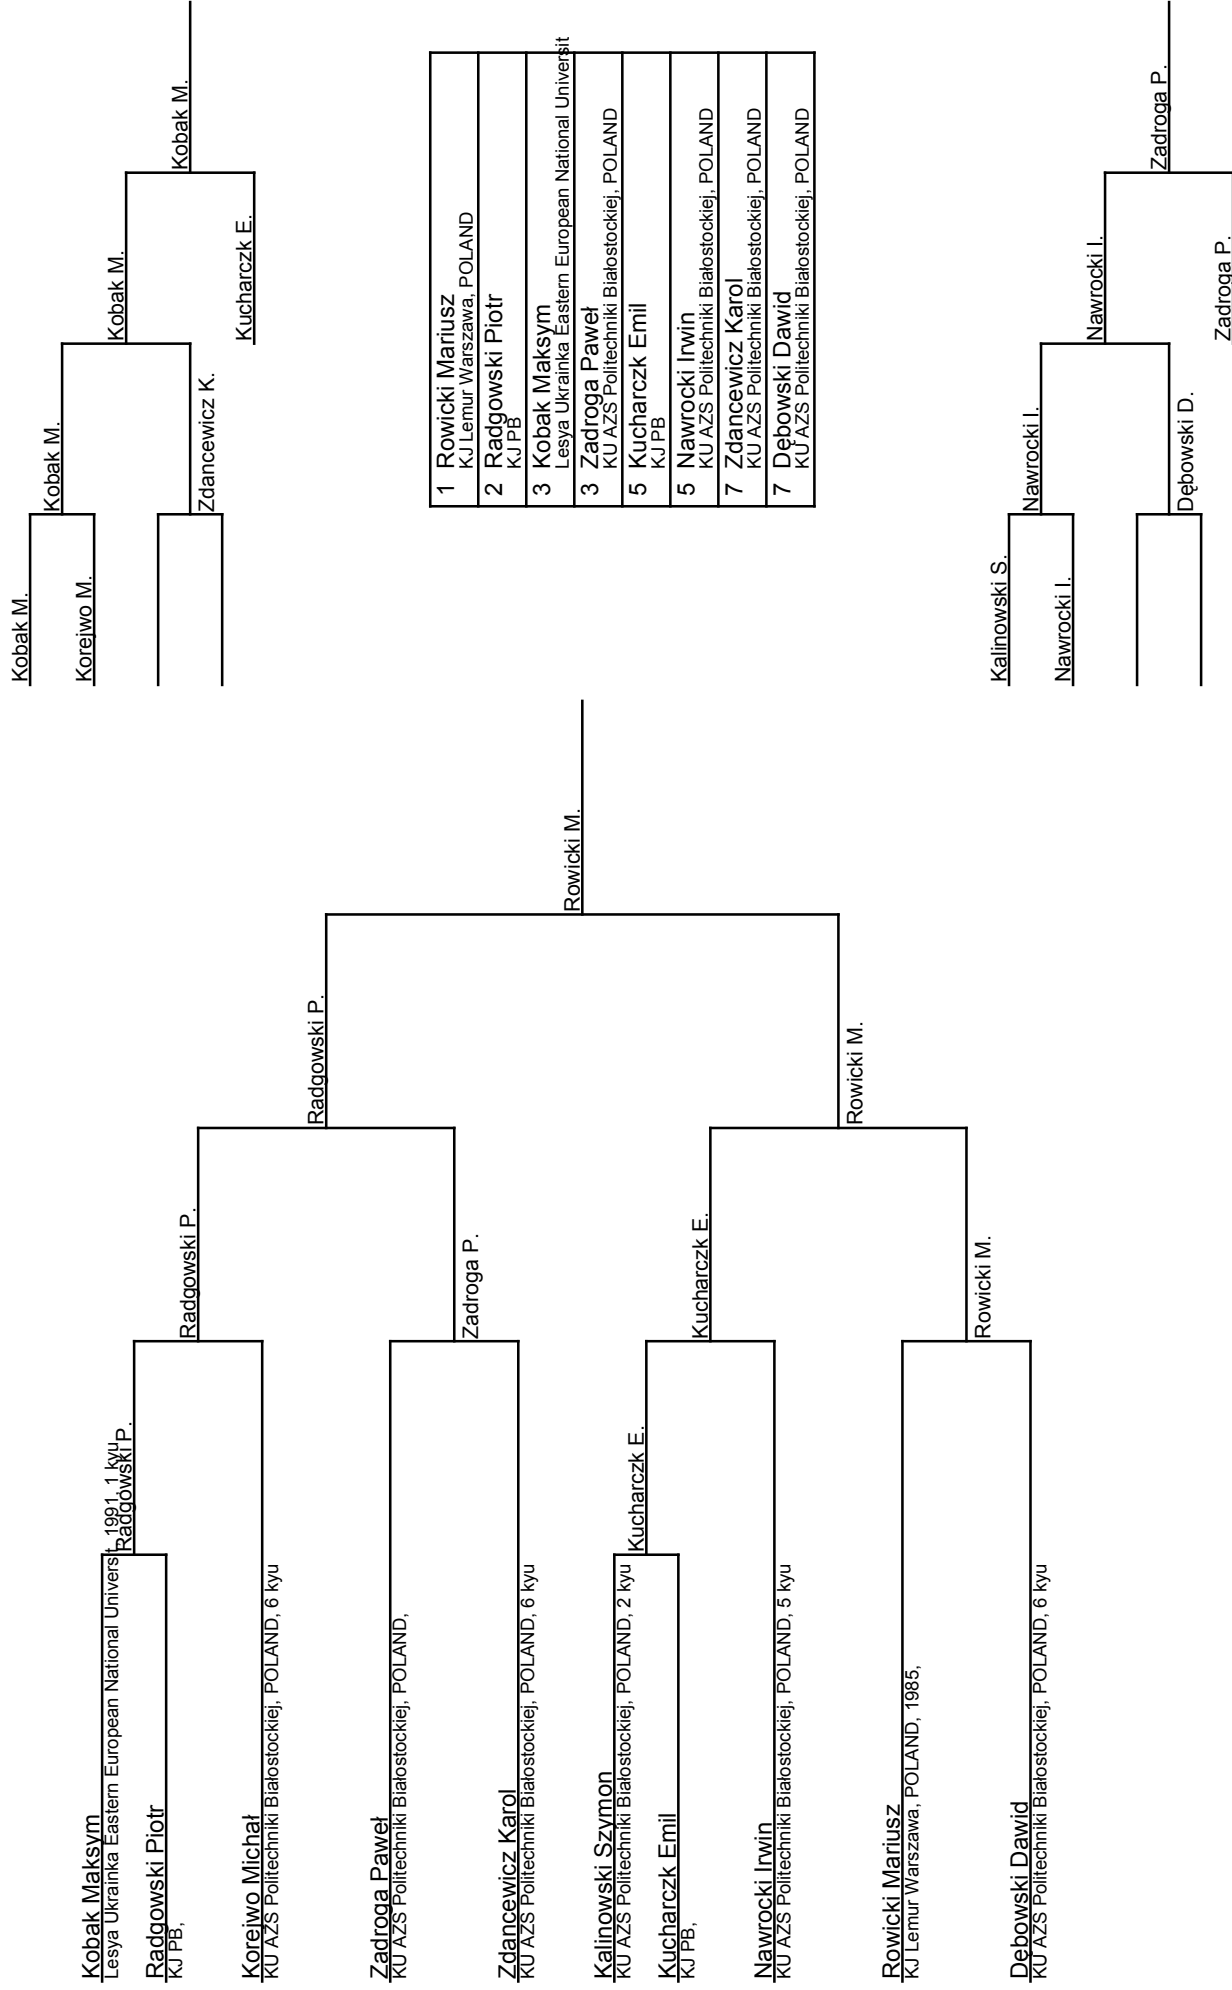 Kobak Maksym
Lesya Ukrainka Eastern European National Universit, 1991, 1 kyu
Radgowski Piotr
KJ PB,
Korejwo Michał
KU AZS Politechniki Białostockiej, POLAND, 6 kyu
Zadroga Paweł
KU AZS Politechniki Białostockiej, POLAND,
Zdancewicz Karol
KU AZS Politechniki Białostockiej, POLAND, 6 kyu
Kalinowski Szymon
KU AZS Politechniki Białostockiej, POLAND, 2 kyu
Kucharczk Emil
KJ PB,
Nawrocki Irwin
KU AZS Politechniki Białostockiej, POLAND, 5 kyu
Rowicki Mariusz
KJ Lemur Warszawa, POLAND, 1985,
Dębowski Dawid
KU AZS Politechniki Białostockiej, POLAND, 6 kyu
Radgowski P.
Kucharczk E.
Radgowski P.
Zadroga P.
Kucharczk E.
Rowicki M.
Radgowski P.
Rowicki M.
Rowicki M.
Kobak M.
Korejwo M.
Kobak M.
Zdancewicz K.
Kobak M.
Kucharczk E.
Kobak M.
1 Rowicki Mariusz
KJ Lemur Warszawa, POLAND
2 Radgowski Piotr
KJ PB
3 Kobak Maksym
Lesya Ukrainka Eastern European National Universit
3 Zadroga Paweł
KU AZS Politechniki Białostockiej, POLAND
5 Kucharczk Emil
KJ PB
5 Nawrocki Irwin
KU AZS Politechniki Białostockiej, POLAND
7 Zdancewicz Karol
KU AZS Politechniki Białostockiej, POLAND
7 Dębowski Dawid
KU AZS Politechniki Białostockiej, POLAND
Kalinowski S.
Nawrocki I.
Nawrocki I.
Dębowski D.
Nawrocki I.
Zadroga P.
Zadroga P.